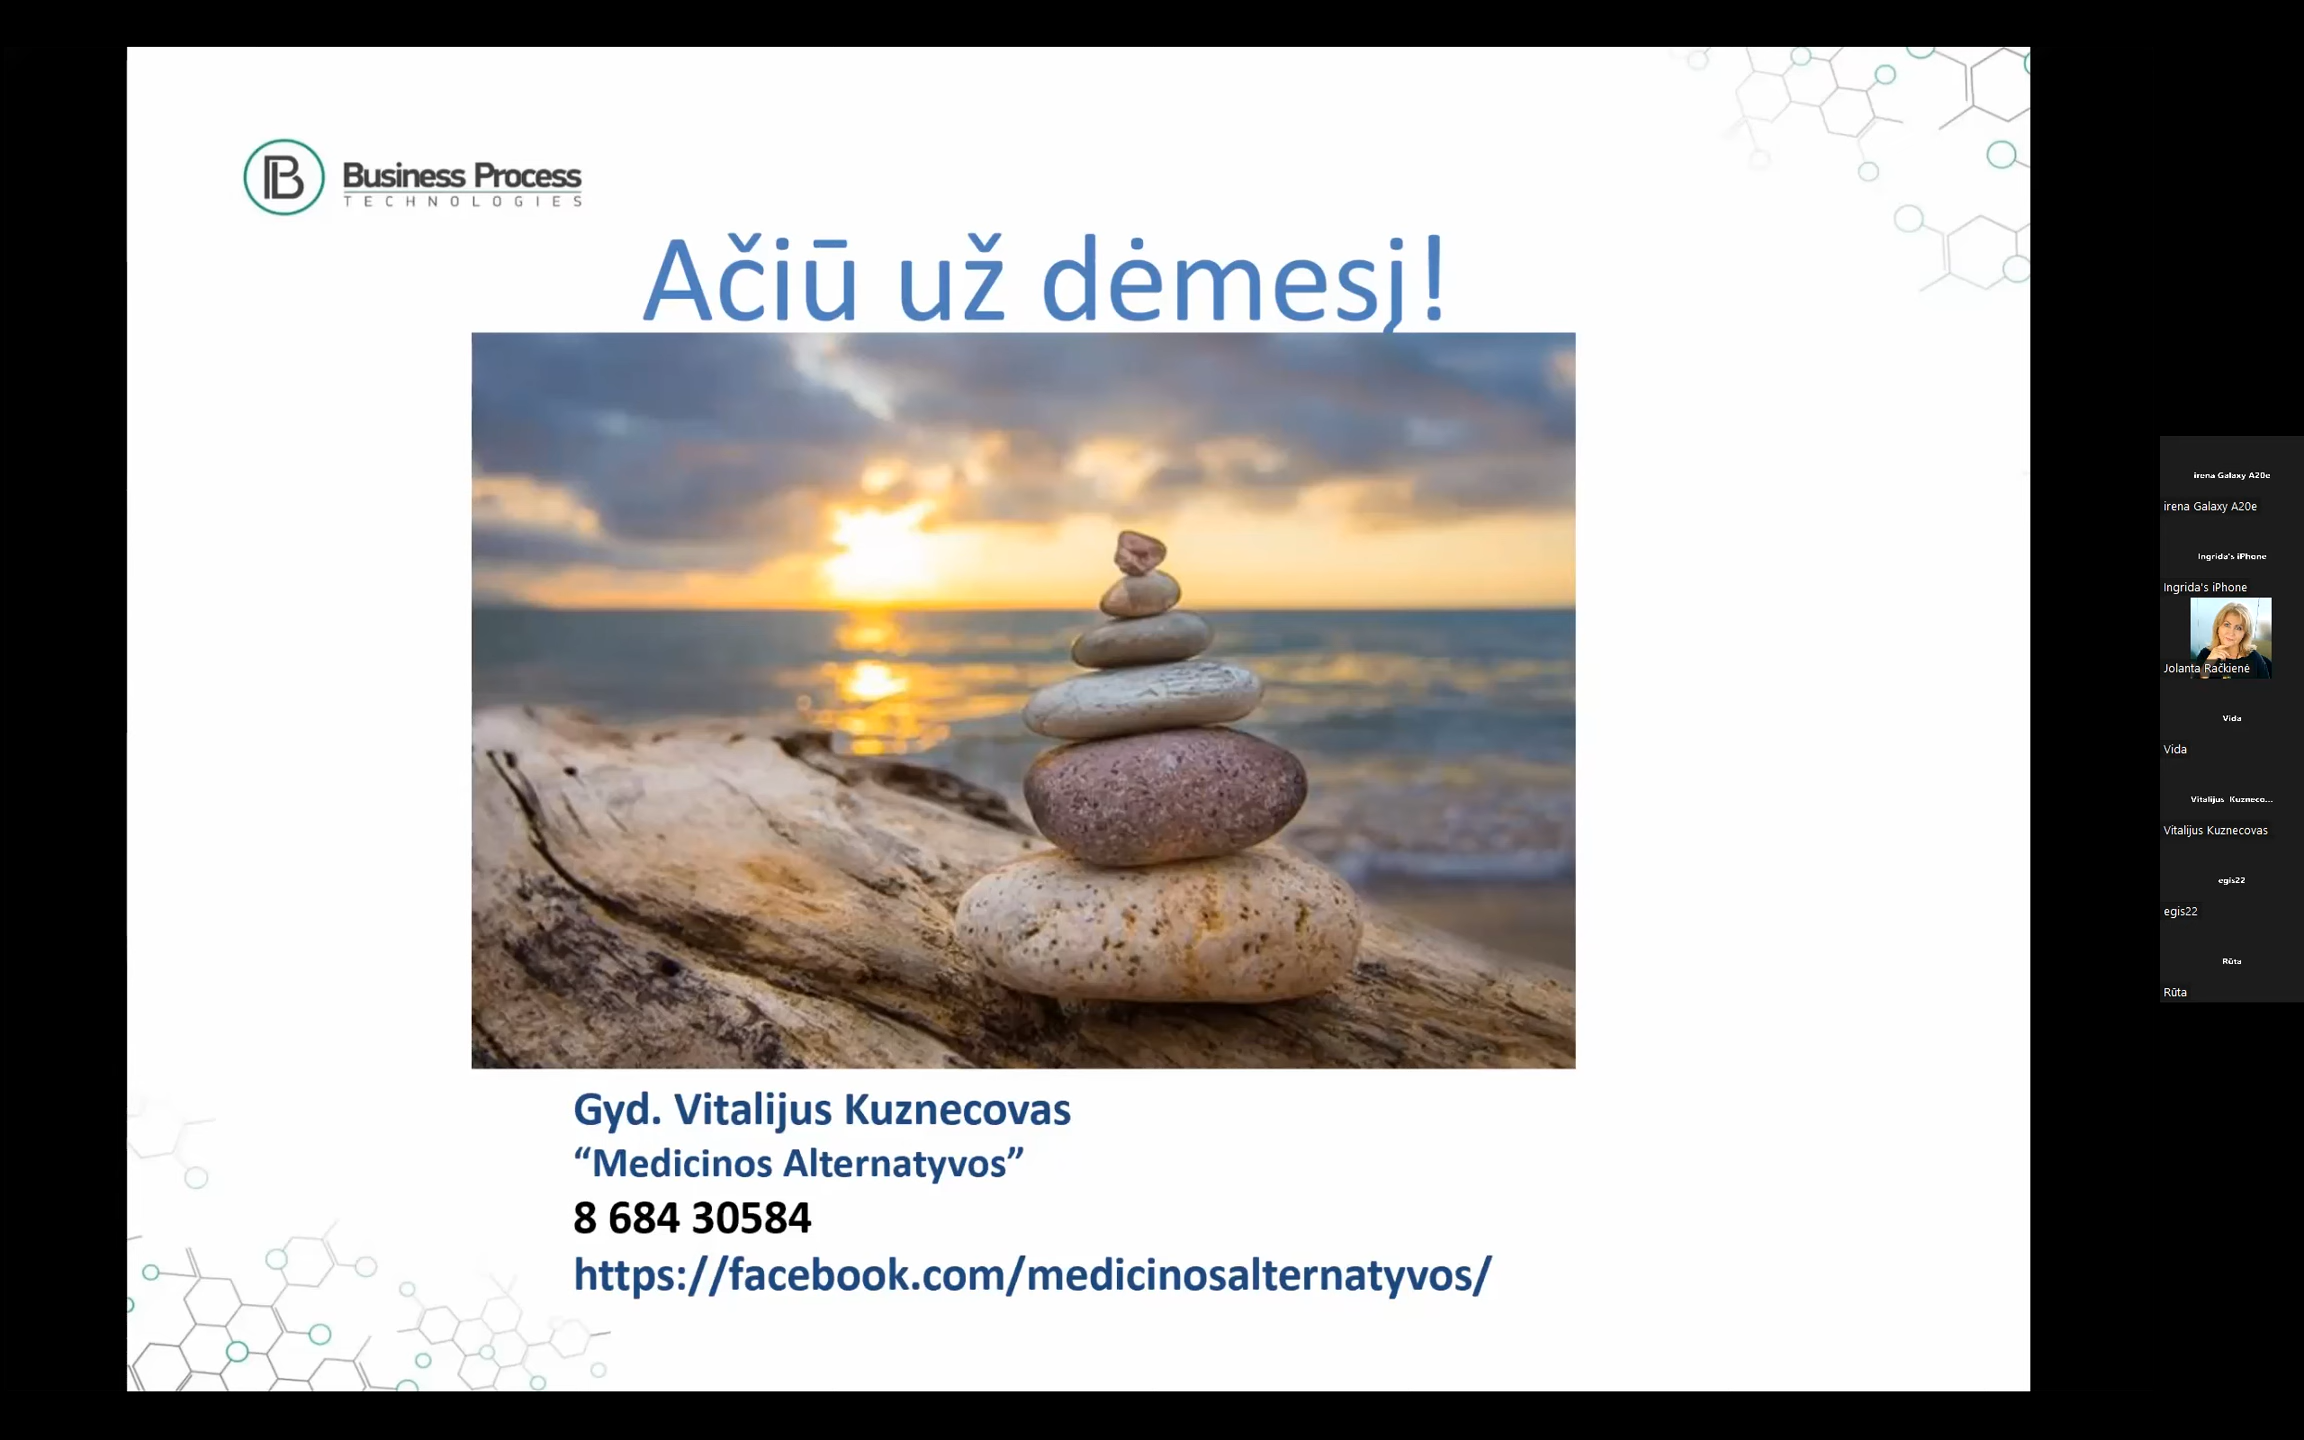 Business Process
TECHNOLOGIES
Ačiū už dėmesį!
Gyd. Vitalijus Kuznecovas
“Medicinos Alternatyvos”
8 684 30584
https://facebook.com/medicinosalternatyvos/
irena Galaxy A20e
irena Galaxy A20e
Ingrida's iPhone
Ingrida's iPhone
Jolanta Račkienė
Vida
Vida
Vitalijus Kuzneco...
Vitalijus Kuznecovas
egis22
egis22
Rūta
Rūta